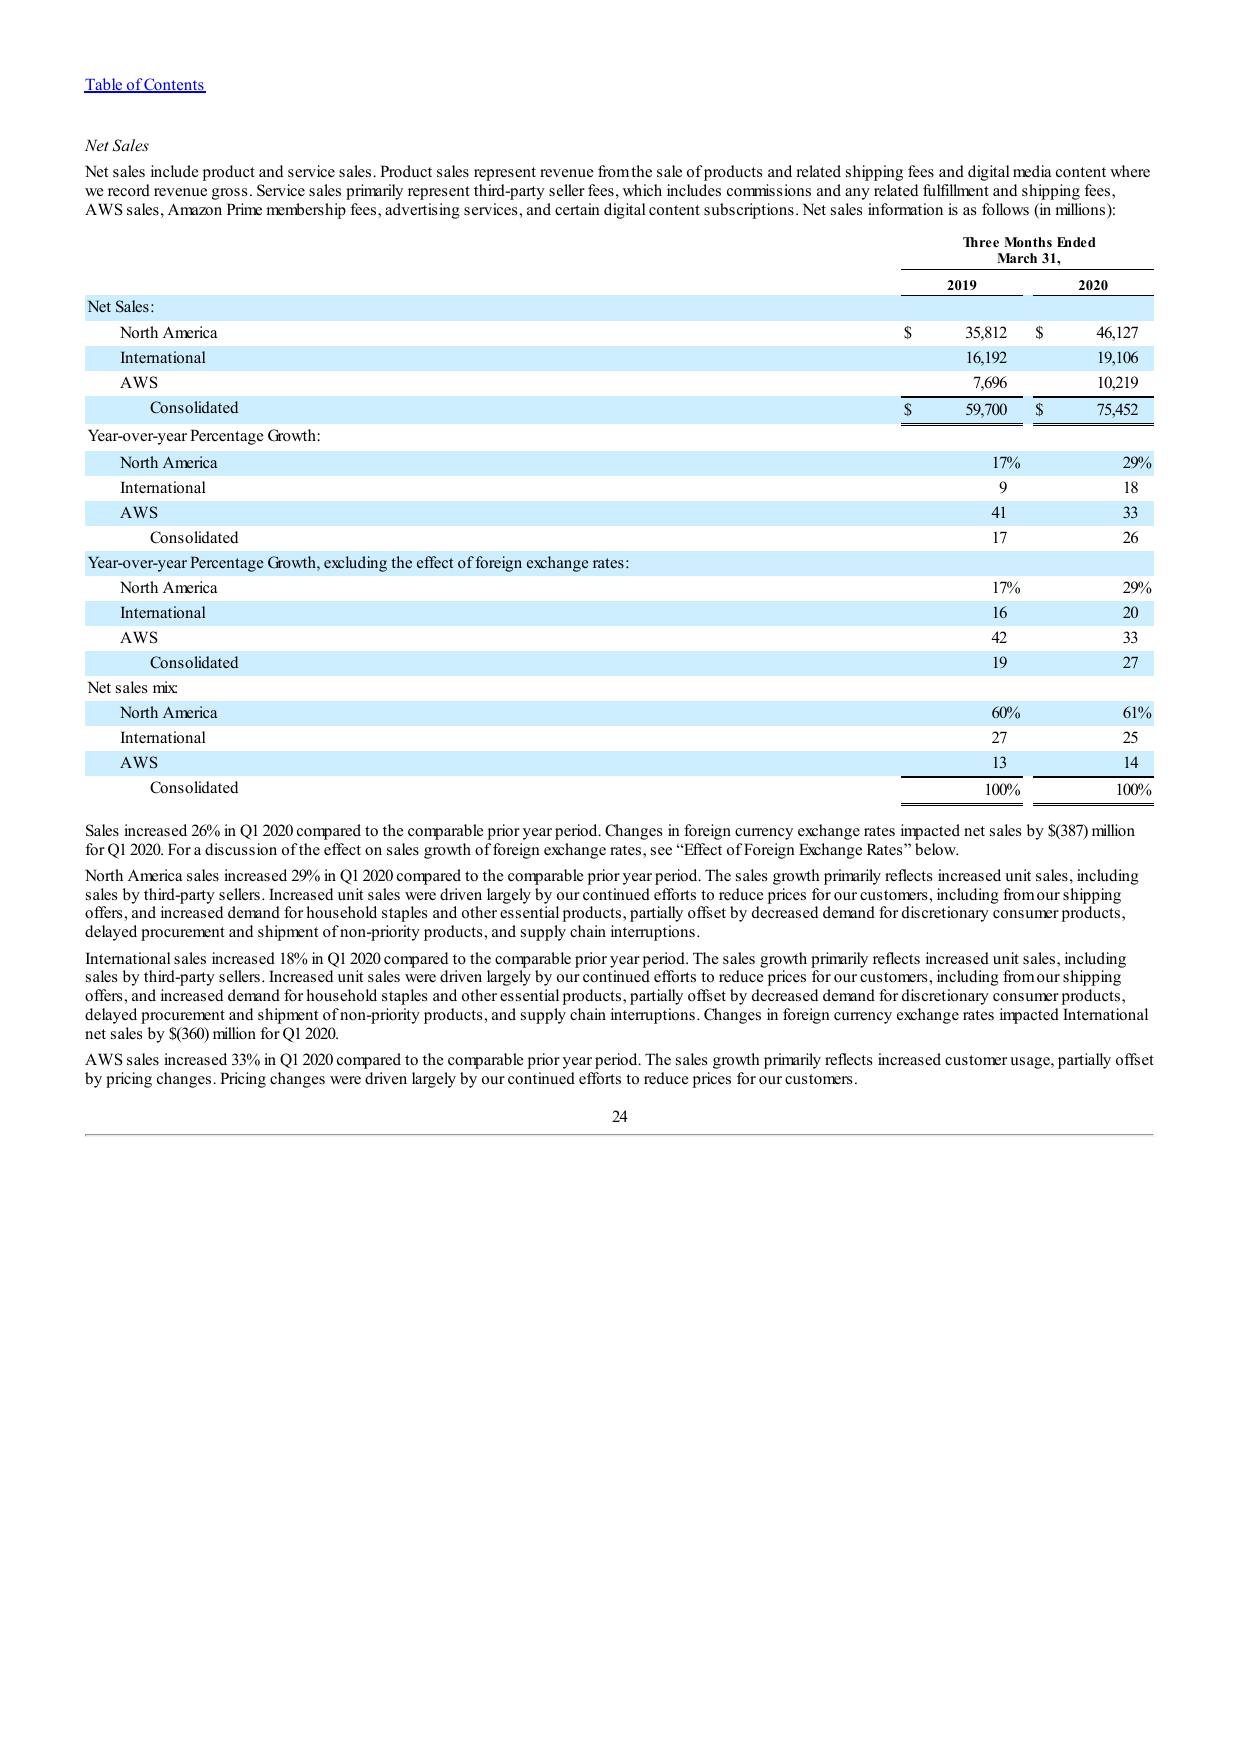 Table of Contents
Net Sales
Net sales include product and service sales. Product sales represent revenue from the sale of products and related shipping fees and digital media content where
we record revenue gross. Service sales primarily represent third-party seller fees, which includes commissions and any related fulfillment and shipping fees,
AWS sales, Amazon Prime membership fees, advertising services, and certain digital content subscriptions. Net sales information is as follows (in millions):
Three Months Ended
March 31,
2019 2020
Net Sales:
North America $ 35,812 $ 46,127
International 16,192 19,106
AWS 7,696 10,219
Consolidated $ 59,700 $ 75,452
Year-over-year Percentage Growth:
North America 17% 29%
International 9 18
AWS 41 33
Consolidated 17 26
Year-over-year Percentage Growth, excluding the effect of foreign exchange rates:
North America 17% 29%
International 16 20
AWS 42 33
Consolidated 19 27
Net sales mix:
North America 60% 61%
International 27 25
AWS 13 14
Consolidated 100% 100%
Sales increased 26% in Q1 2020 compared to the comparable prior year period. Changes in foreign currency exchange rates impacted net sales by $(387) million
for Q1 2020. For a discussion of the effect on sales growth of foreign exchange rates, see “Effect of Foreign Exchange Rates” below.
North America sales increased 29% in Q1 2020 compared to the comparable prior year period. The sales growth primarily reflects increased unit sales, including
sales by third-party sellers. Increased unit sales were driven largely by our continued efforts to reduce prices for our customers, including from our shipping
offers, and increased demand for household staples and other essential products, partially offset by decreased demand for discretionary consumer products,
delayed procurement and shipment of non-priority products, and supply chain interruptions.
International sales increased 18% in Q1 2020 compared to the comparable prior year period. The sales growth primarily reflects increased unit sales, including
sales by third-party sellers. Increased unit sales were driven largely by our continued efforts to reduce prices for our customers, including from our shipping
offers, and increased demand for household staples and other essential products, partially offset by decreased demand for discretionary consumer products,
delayed procurement and shipment of non-priority products, and supply chain interruptions. Changes in foreign currency exchange rates impacted International
net sales by $(360) million for Q1 2020.
AWS sales increased 33% in Q1 2020 compared to the comparable prior year period. The sales growth primarily reflects increased customer usage, partially offset
by pricing changes. Pricing changes were driven largely by our continued efforts to reduce prices for our customers.
24